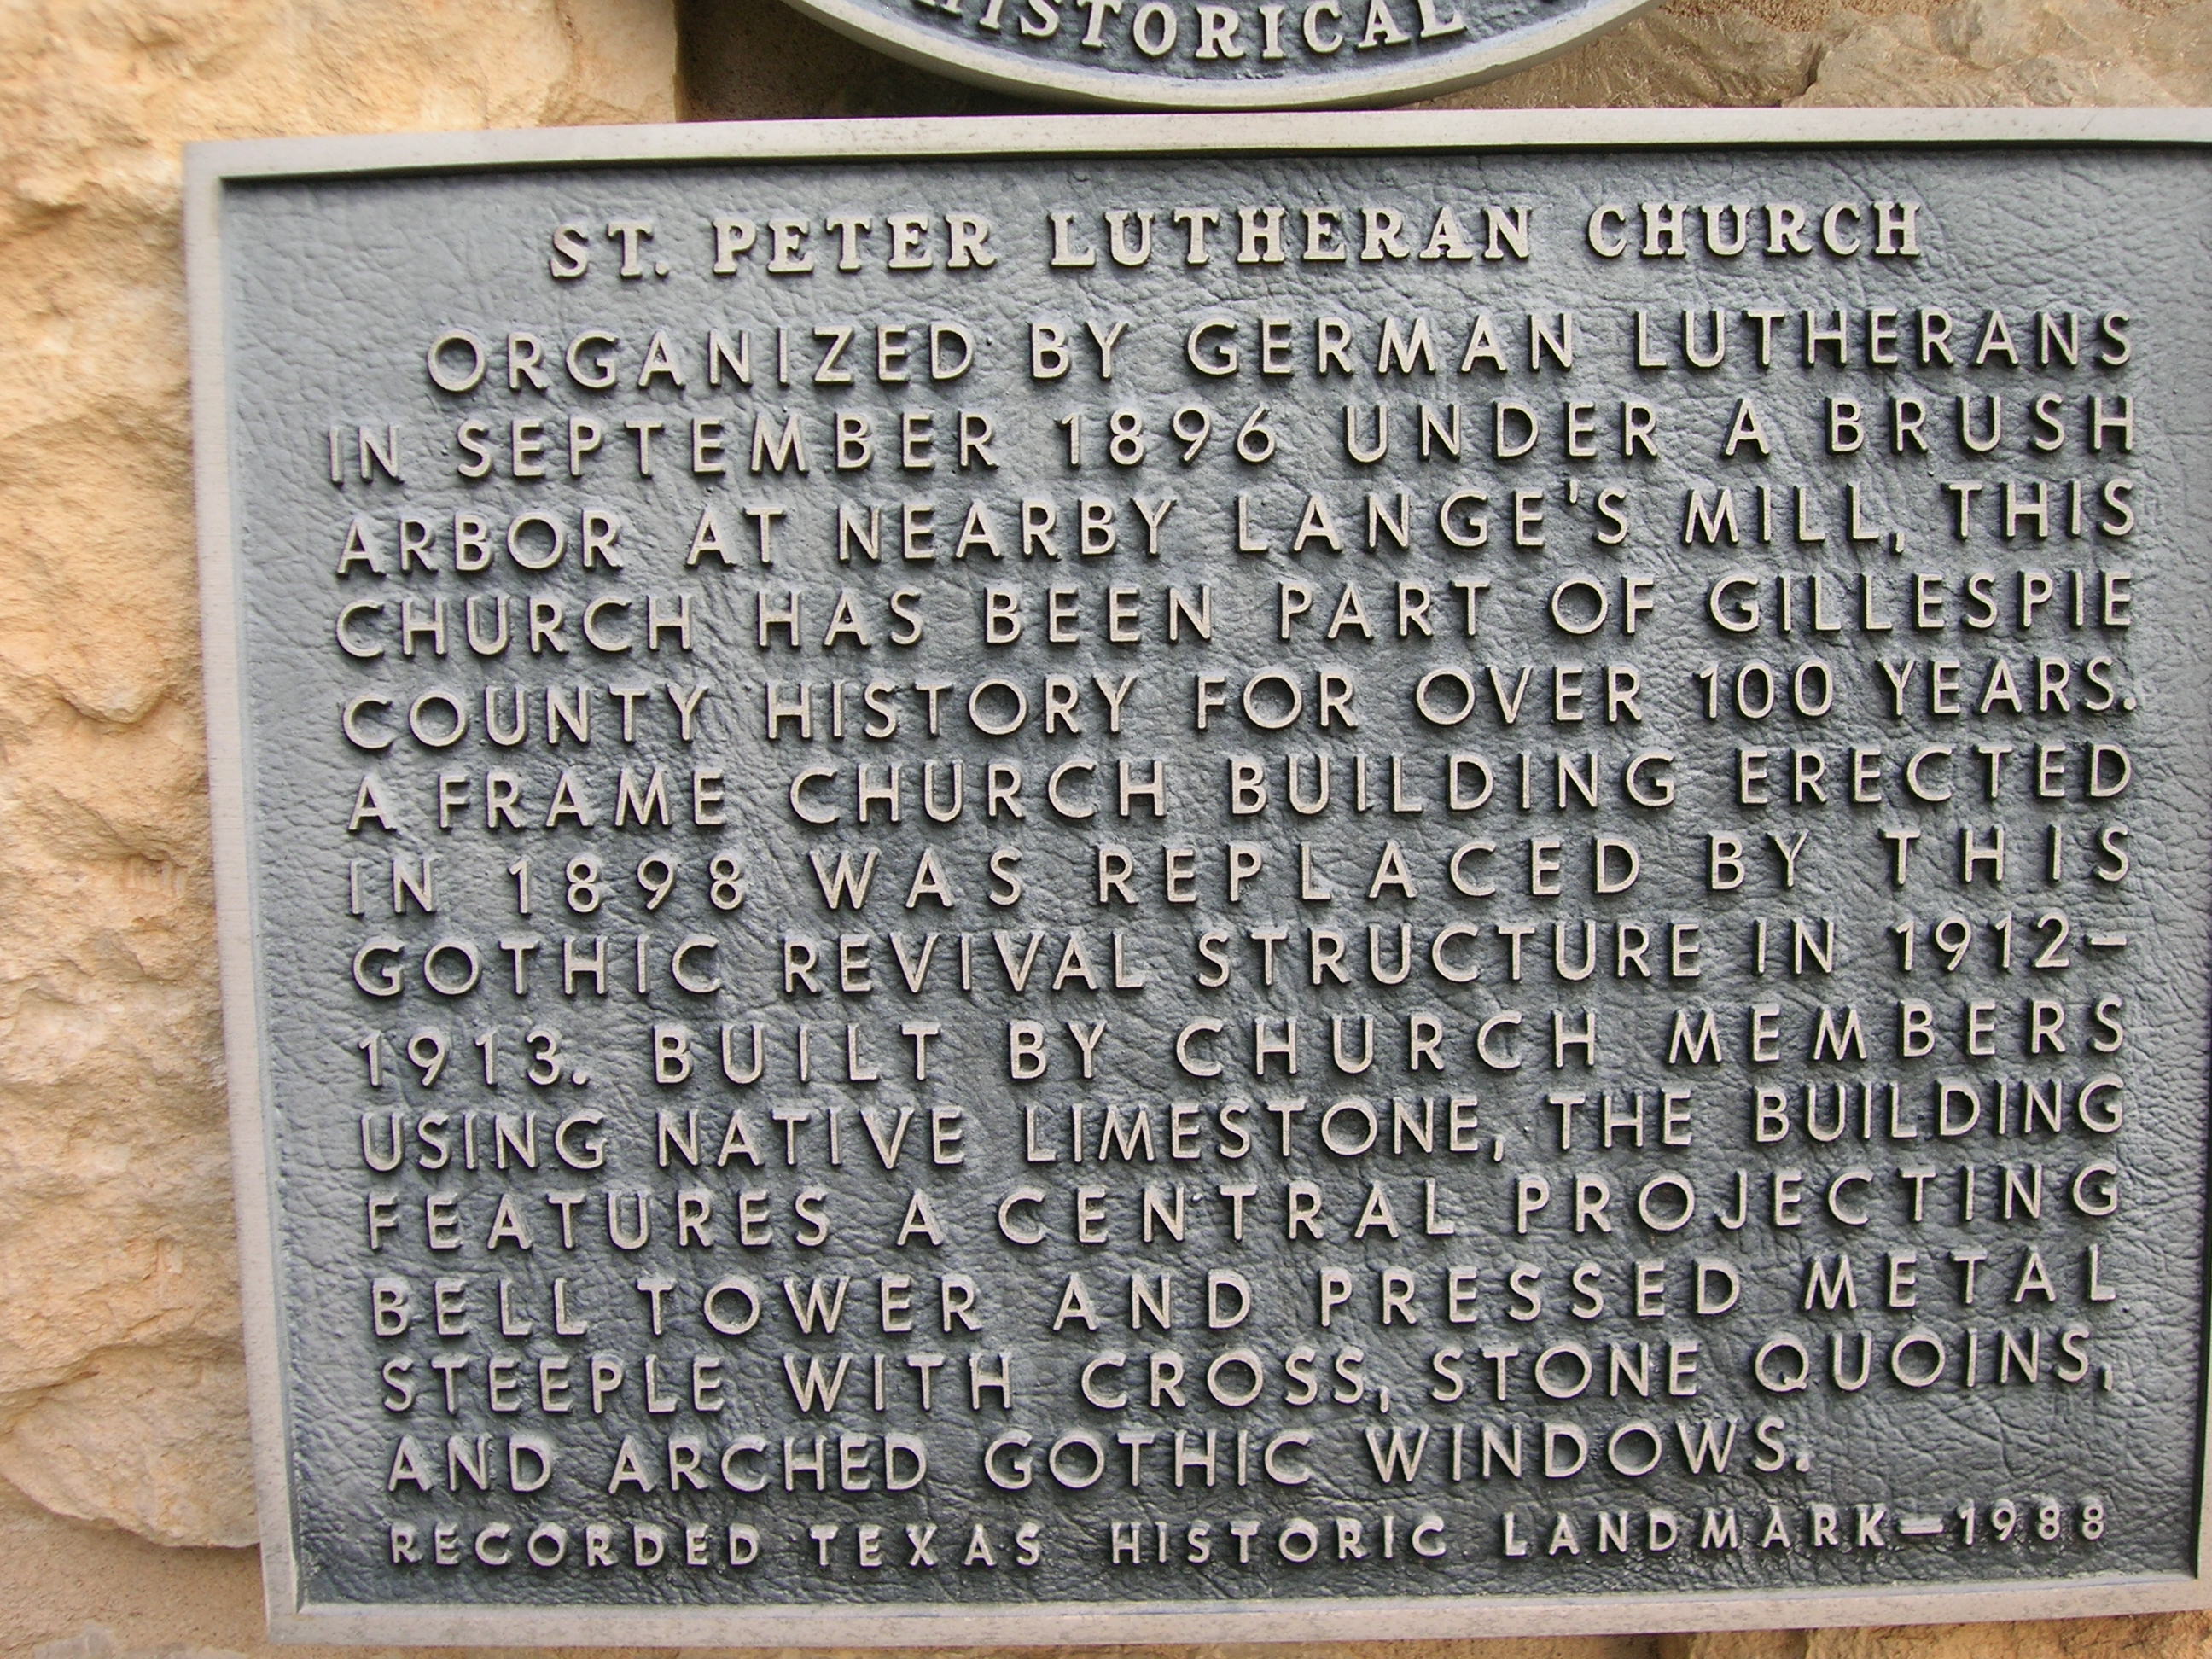 HISTORICAL
ST. PETER LUTHERAN CHURCH
ORGANIZED BY GERMAN LUTHERANS
IN SEPTEMBER 1896 UNDER A BRUSH
ARBOR AT NEARBY LANGE'S MILL, THIS
CHURCH HAS BEEN PART OF GILLESPIE
COUNTY HISTORY FOR OVER 100 YEARS.
A FRAME CHURCH BUILDING ERECTED
IN 1898 WAS REPLACED BY THIS
GOTHIC REVIVAL STRUCTURE IN 1912-
1913. BUILT BY CHURCH MEMBERS
USING NATIVE LIMESTONE, THE BUILDING
FEATURES A CENTRAL PROJECTING
BELL TOWER AND PRESSED METAL
STEEPLE WITH CROSS, STONE QUOINS,
AND ARCHED GOTHIC WINDOWS.
RECORDED TEXAS HISTORIC LANDMARK-1988